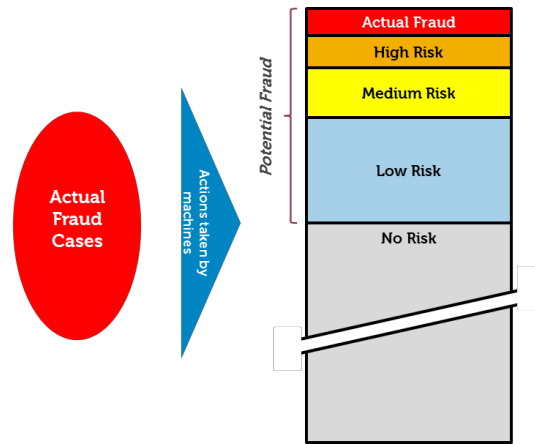 Actual
Fraud
Cases
Actions taken by
machines
Potential Fraud
Actual Fraud
High Risk
Medium Risk
Low Risk
No Risk